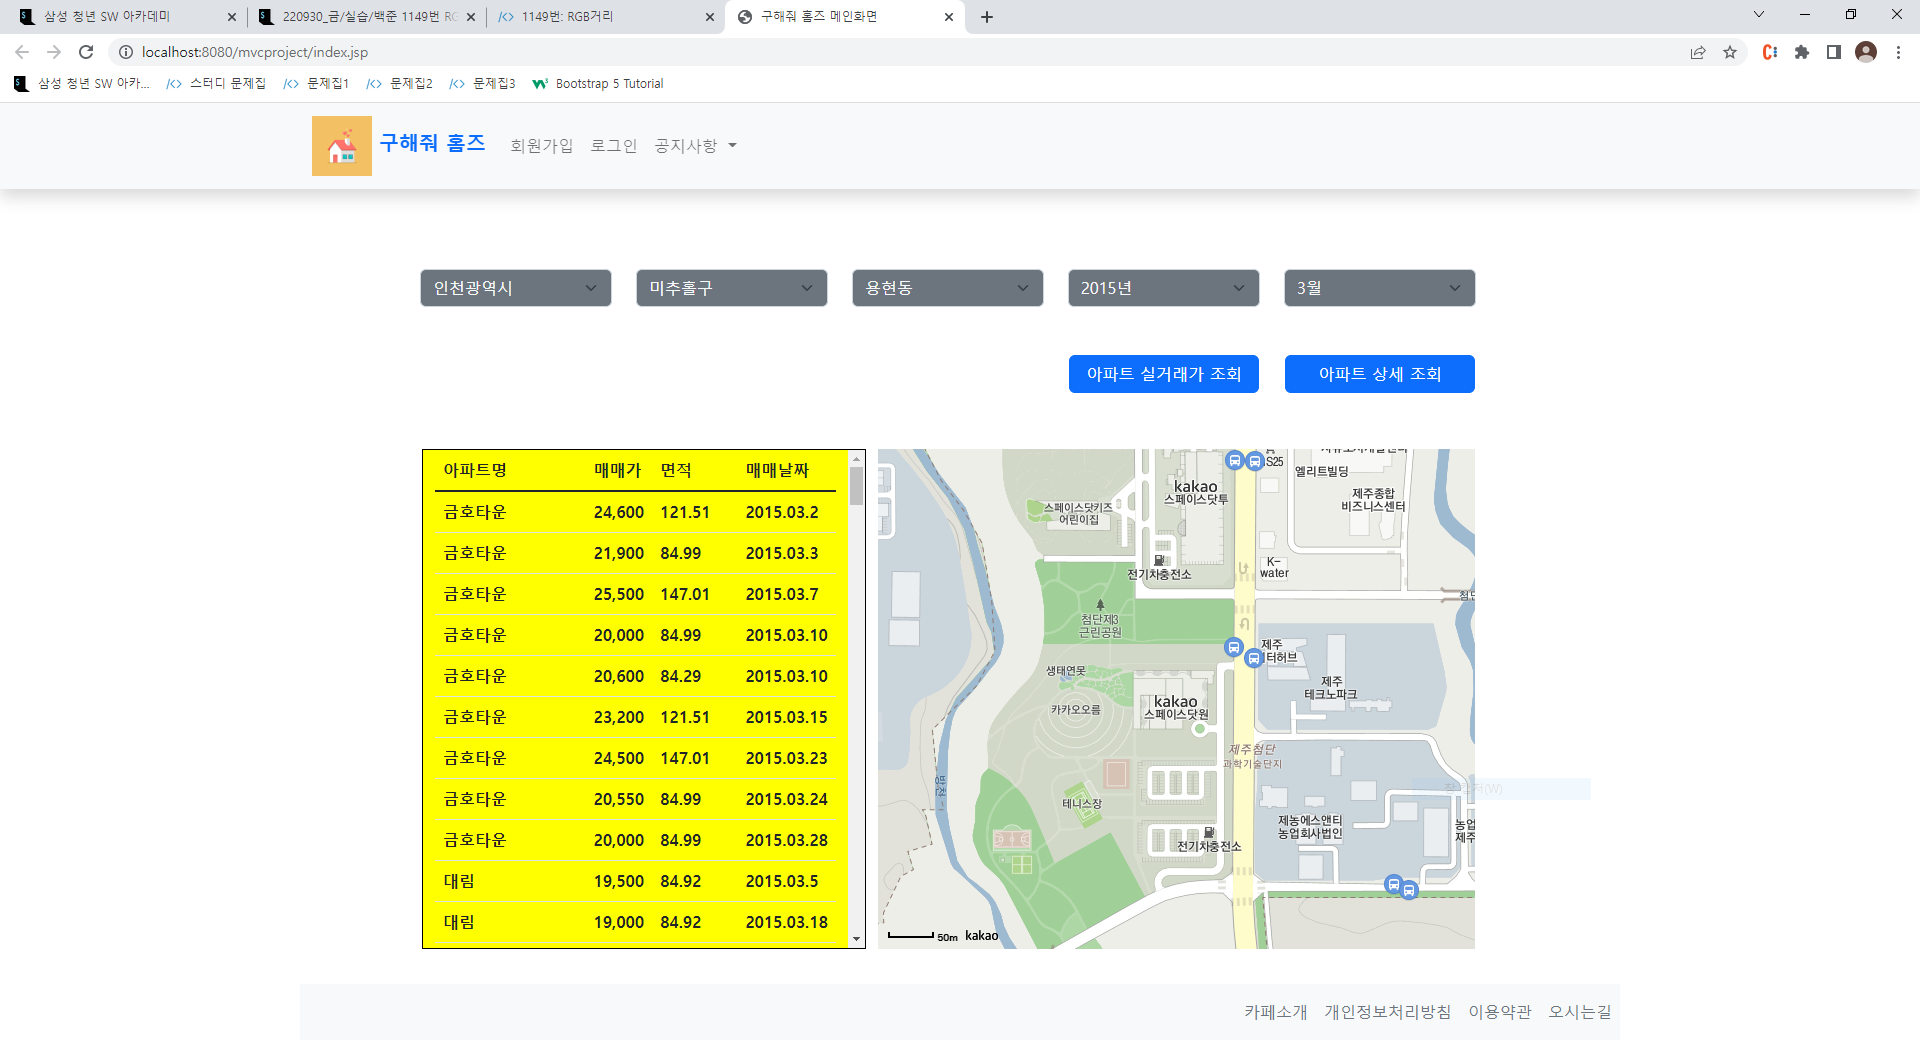 삼성 청년 SW 아카데미
220930_금/실습/백준 1149번 RG
1149번: RGB거리
구해줘 홈즈 메인화면
localhost:8080/mvcproject/index.jsp
삼성 청년 SW 아카...
스터디 문제집
문제집1
문제집2
문제집3
Bootstrap 5 Tutorial
구해줘 홈즈
회원가입 로그인 공지사항
인천광역시 미추홀구 용현동 2015년 3월
아파트 실거래가 조회 아파트 상세 조회
아파트명 매매가 면적 매매날짜
금호타운 24,600 121.51 2015.03.2
금호타운 21,900 84.99 2015.03.3
금호타운 25,500 147.01 2015.03.7
금호타운 20,000 84.99 2015.03.10
금호타운 20,600 84.29 2015.03.10
금호타운 23,200 121.51 2015.03.15
금호타운 24,500 147.01 2015.03.23
금호타운 20,550 84.99 2015.03.24
금호타운 20,000 84.99 2015.03.28
대림 19,500 84.92 2015.03.5
대림 19,000 84.92 2015.03.18
엘리트빌딩
kakao
스페이스닷투
제주종합
비즈니스센터
스페이스닷키즈
어린이집
전기차충전소
K-
water
첨단제3
근린공원
제주
생태연못
카카오오름
kakao
스페이스닷원
제주
테크노파크
제주첨단
과학기술단지
테니스장
제농에스앤티
농업회사법인
농업
제주
전기차충전소
50m kakao
카페소개 개인정보처리방침 이용약관 오시는길